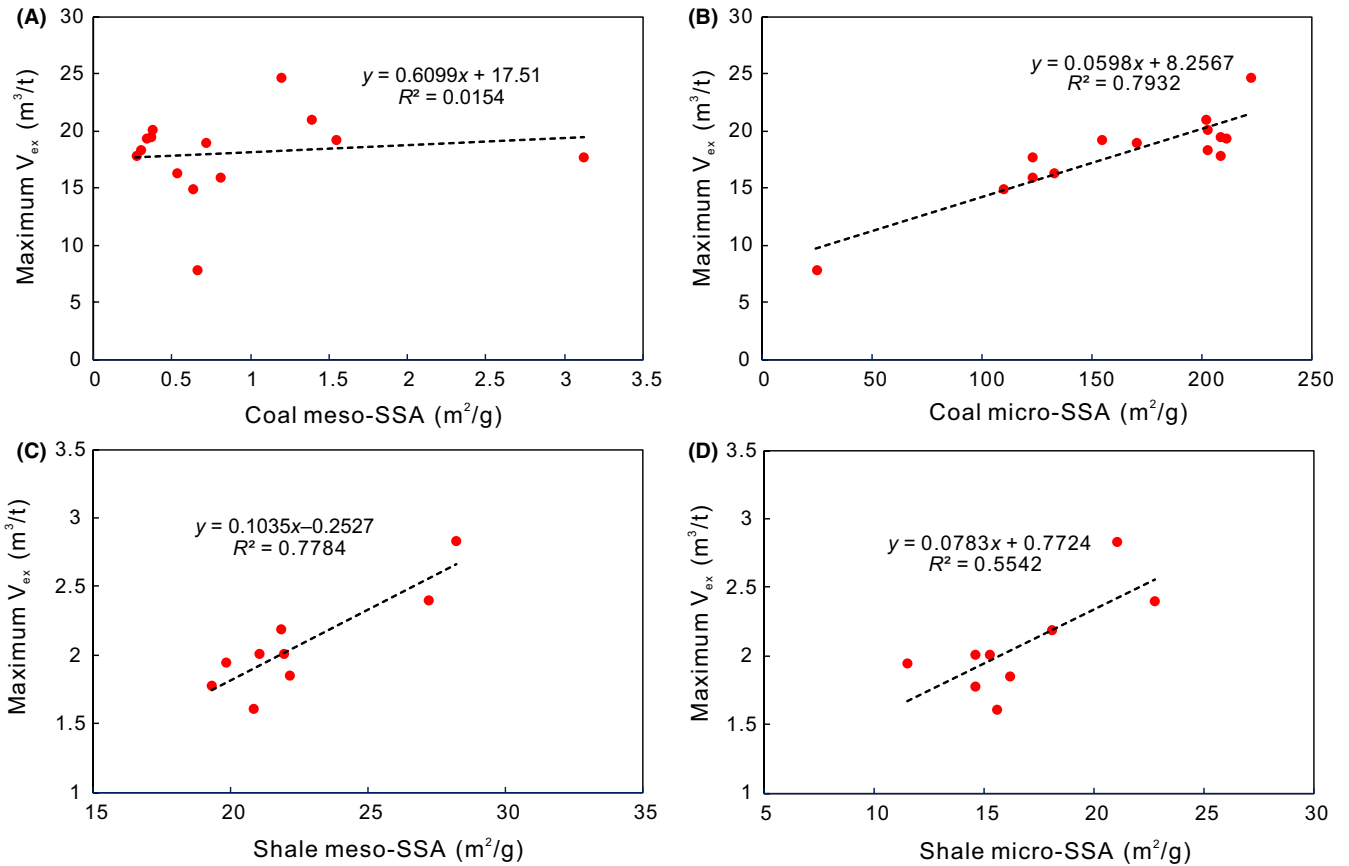 (A)
30
25
20
15
10
5
0
Maximum V_ex (m³/t)
y = 0.6099x + 17.51
R² = 0.0154
0 0.5 1 1.5 2 2.5 3 3.5
Coal meso-SSA (m²/g)
(B)
30
25
20
15
10
5
0
Maximum V_ex (m³/t)
y = 0.0598x + 8.2567
R² = 0.7932
0 50 100 150 200 250
Coal micro-SSA (m²/g)
(C)
3.5
3
2.5
2
1.5
1
Maximum V_ex (m³/t)
y = 0.1035x–0.2527
R² = 0.7784
15 20 25 30 35
Shale meso-SSA (m²/g)
(D)
3.5
3
2.5
2
1.5
1
Maximum V_ex (m³/t)
y = 0.0783x + 0.7724
R² = 0.5542
5 10 15 20 25 30
Shale micro-SSA (m²/g)